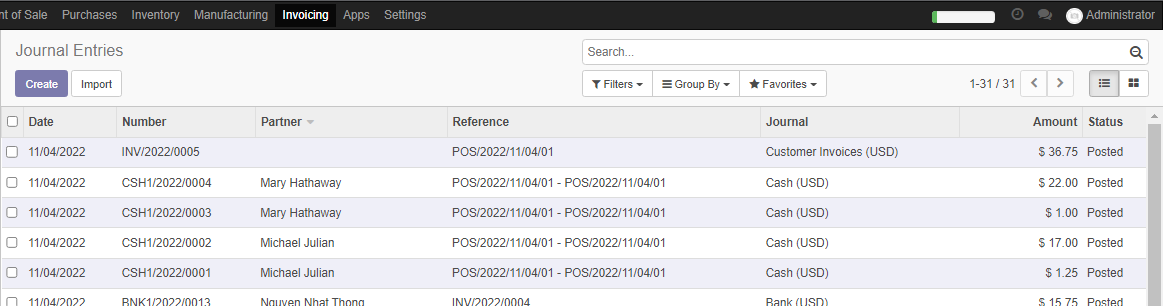 nt of Sale Purchases Inventory Manufacturing Invoicing Apps Settings Administrator
Journal Entries
Search...
Create Import Filters Group By Favorites 1-31 / 31
Date Number Partner Reference Journal Amount Status
11/04/2022 INV/2022/0005 POS/2022/11/04/01 Customer Invoices (USD) $ 36.75 Posted
11/04/2022 CSH1/2022/0004 Mary Hathaway POS/2022/11/04/01 - POS/2022/11/04/01 Cash (USD) $ 22.00 Posted
11/04/2022 CSH1/2022/0003 Mary Hathaway POS/2022/11/04/01 - POS/2022/11/04/01 Cash (USD) $ 1.00 Posted
11/04/2022 CSH1/2022/0002 Michael Julian POS/2022/11/04/01 - POS/2022/11/04/01 Cash (USD) $ 17.00 Posted
11/04/2022 CSH1/2022/0001 Michael Julian POS/2022/11/04/01 - POS/2022/11/04/01 Cash (USD) $ 1.25 Posted
11/04/2022 BNK1/2022/0013 Nguyen Nhat Thong INV/2022/0004 Bank (USD) $ 15.75 Posted